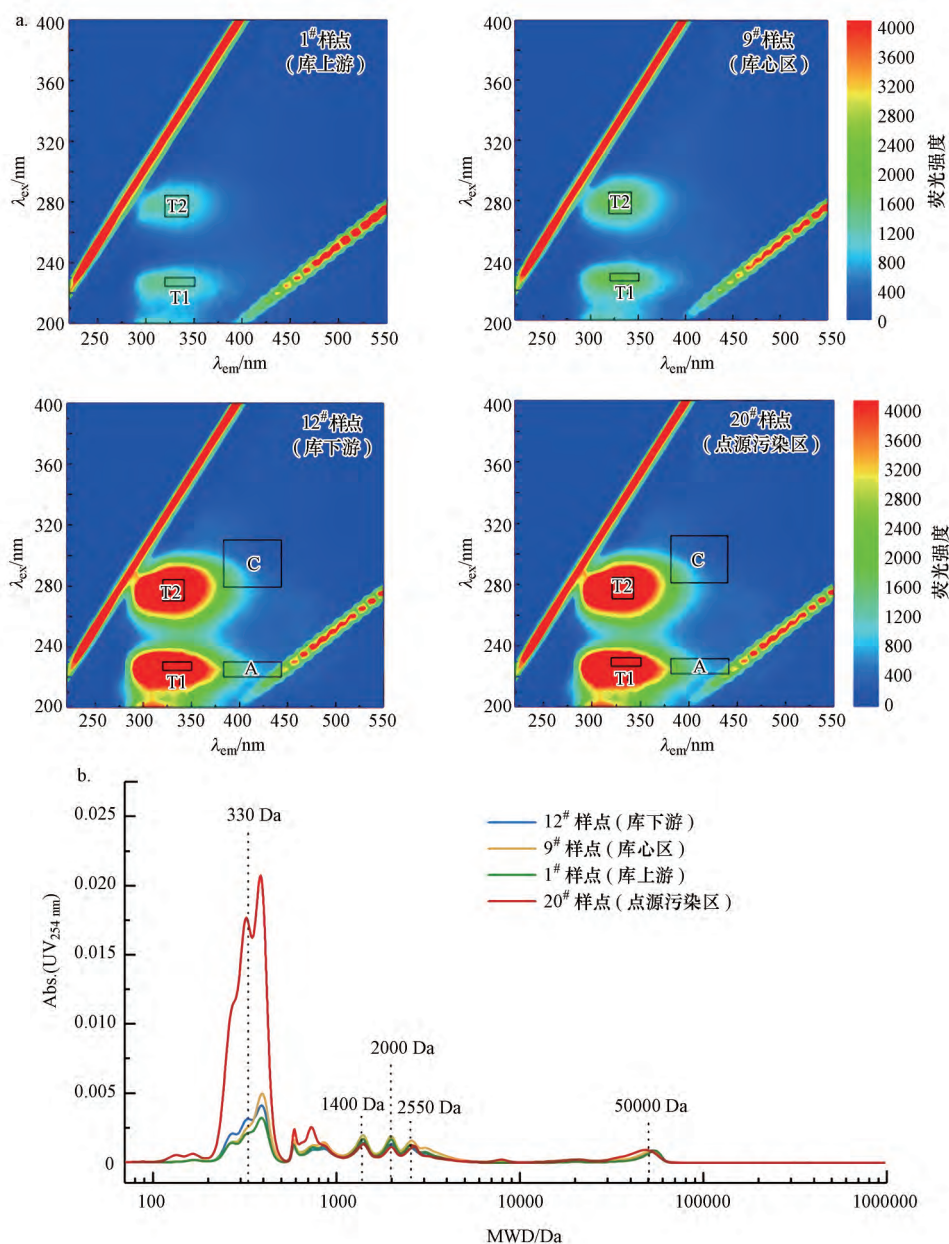 a.
1#样点
(库上游)
400
360
320
280
240
200
λex/nm
T2
T1
250 300 350 400 450 500 550
λem/nm
9#样点
(库心区)
400
360
320
280
240
200
λex/nm
T2
T1
250 300 350 400 450 500 550
λem/nm
4000
3600
3200
2800
2400
2000
1600
1200
800
400
0
荧光强度
12#样点
(库下游)
400
360
320
280
240
200
λex/nm
T2
C
T1
A
250 300 350 400 450 500 550
λem/nm
20#样点
(点源污染区)
400
360
320
280
240
200
λex/nm
T2
C
T1
A
250 300 350 400 450 500 550
λem/nm
4000
3600
3200
2800
2400
2000
1600
1200
800
400
0
荧光强度
b.
0.025
0.020
0.015
0.010
0.005
0
Abs.(UV254 nm)
330 Da
12#样点(库下游)
9#样点(库心区)
1#样点(库上游)
20#样点(点源污染区)
2000 Da
1400 Da
2550 Da
50000 Da
100 1000 10000 100000 1000000
MWD/Da